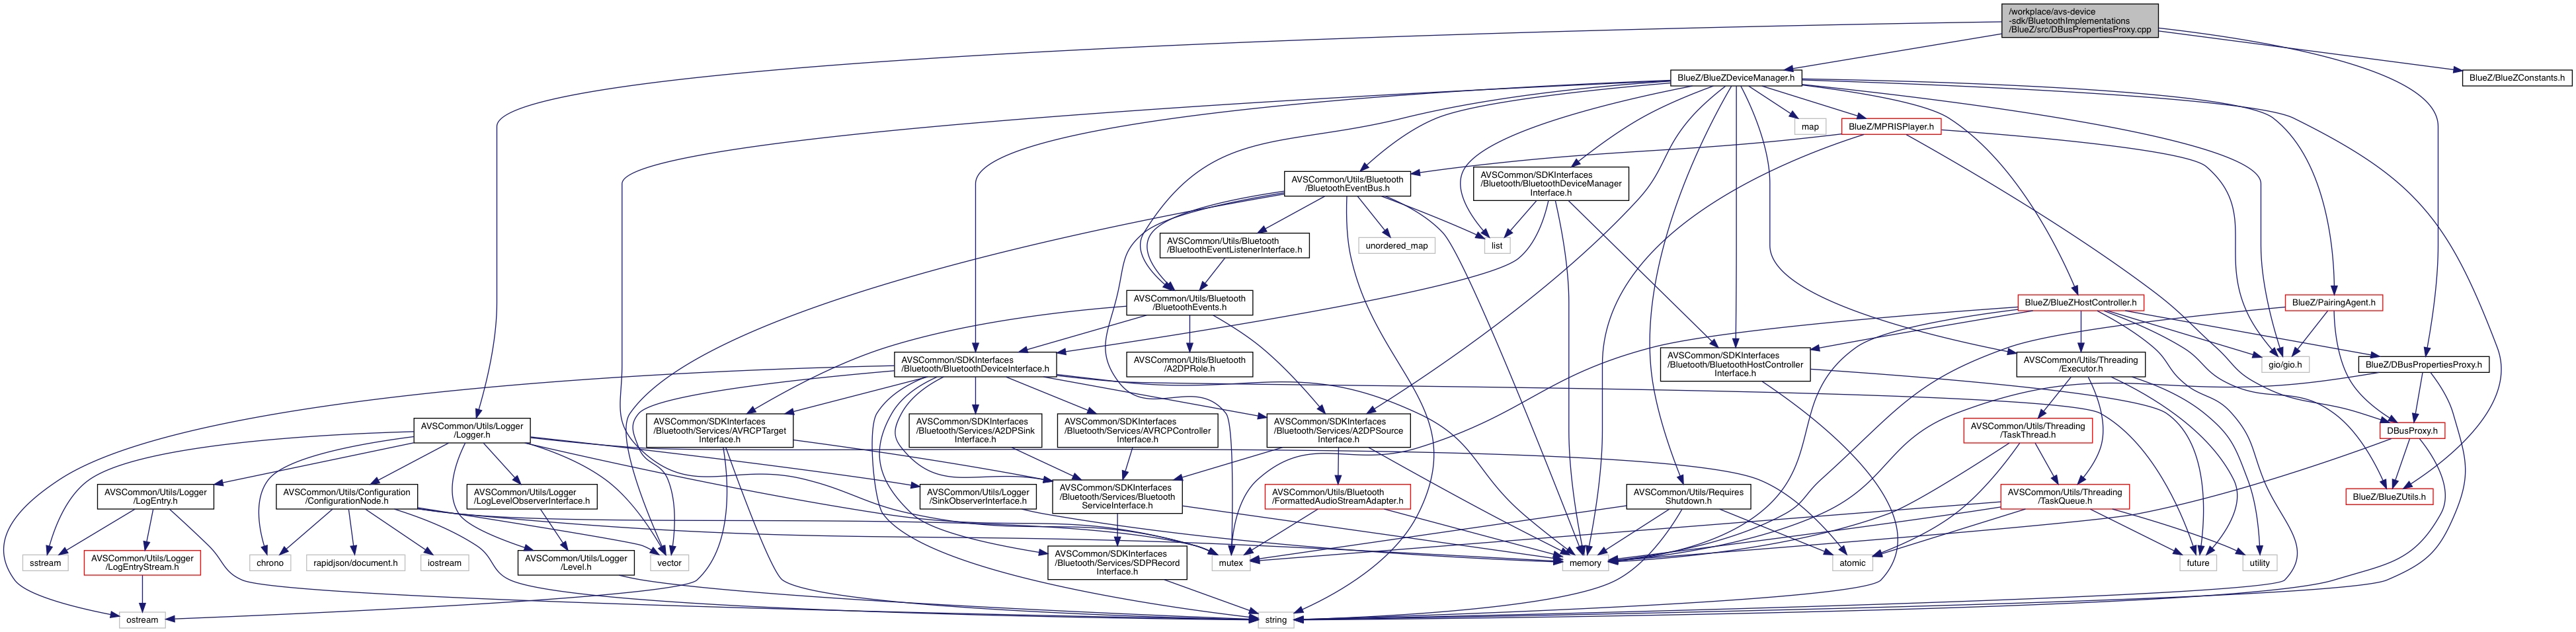 /workplace/avs-device
-sdk/BluetoothImplementations
/BlueZ/src/DBusPropertiesProxy.cpp
BlueZ/BlueZDeviceManager.h
BlueZ/BlueZConstants.h
map
BlueZ/MPRISPlayer.h
AVSCommon/Utils/Bluetooth
/BluetoothEventBus.h
AVSCommon/SDKInterfaces
/Bluetooth/BluetoothDeviceManager
Interface.h
AVSCommon/Utils/Bluetooth
/BluetoothEventListenerInterface.h
unordered_map
list
AVSCommon/Utils/Bluetooth
/BluetoothEvents.h
BlueZ/BlueZHostController.h
BlueZ/PairingAgent.h
AVSCommon/SDKInterfaces
/Bluetooth/BluetoothDeviceInterface.h
AVSCommon/Utils/Bluetooth
/A2DPRole.h
AVSCommon/SDKInterfaces
/Bluetooth/BluetoothHostController
Interface.h
AVSCommon/Utils/Threading
/Executor.h
gio/gio.h
BlueZ/DBusPropertiesProxy.h
AVSCommon/Utils/Logger
/Logger.h
AVSCommon/SDKInterfaces
/Bluetooth/Services/AVRCPTarget
Interface.h
AVSCommon/SDKInterfaces
/Bluetooth/Services/A2DPSink
Interface.h
AVSCommon/SDKInterfaces
/Bluetooth/Services/AVRCPController
Interface.h
AVSCommon/SDKInterfaces
/Bluetooth/Services/A2DPSource
Interface.h
AVSCommon/Utils/Threading
/TaskThread.h
DBusProxy.h
AVSCommon/Utils/Logger
/LogEntry.h
AVSCommon/Utils/Configuration
/ConfigurationNode.h
AVSCommon/Utils/Logger
/LogLevelObserverInterface.h
AVSCommon/Utils/Logger
/SinkObserverInterface.h
AVSCommon/SDKInterfaces
/Bluetooth/Services/Bluetooth
ServiceInterface.h
AVSCommon/Utils/Bluetooth
/FormattedAudioStreamAdapter.h
AVSCommon/Utils/Requires
Shutdown.h
AVSCommon/Utils/Threading
/TaskQueue.h
BlueZ/BlueZUtils.h
sstream
AVSCommon/Utils/Logger
/LogEntryStream.h
chrono
rapidjson/document.h
iostream
AVSCommon/Utils/Logger
/Level.h
vector
AVSCommon/SDKInterfaces
/Bluetooth/Services/SDPRecord
Interface.h
mutex
memory
atomic
future
utility
ostream
string